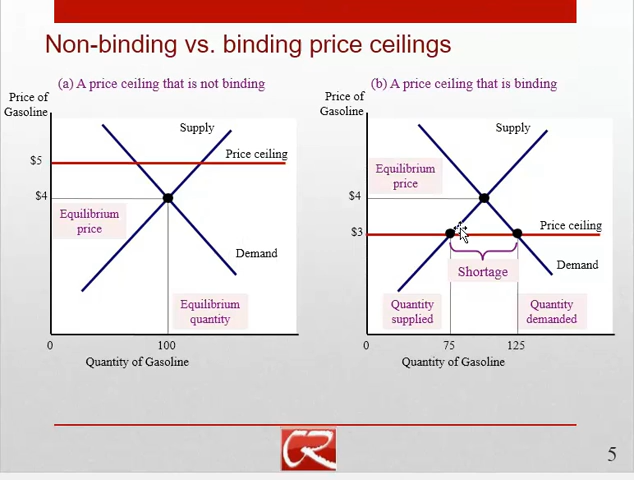 Non-binding vs. binding price ceilings
(a) A price ceiling that is not binding
Price of
Gasoline
Supply
$5
Price ceiling
$4
Equilibrium
price
Demand
Equilibrium
quantity
0
100
Quantity of Gasoline
(b) A price ceiling that is binding
Price of
Gasoline
Supply
Equilibrium
price
$4
Price ceiling
$3
Shortage
Demand
Quantity
supplied
Quantity
demanded
0
75
125
Quantity of Gasoline
CR
5